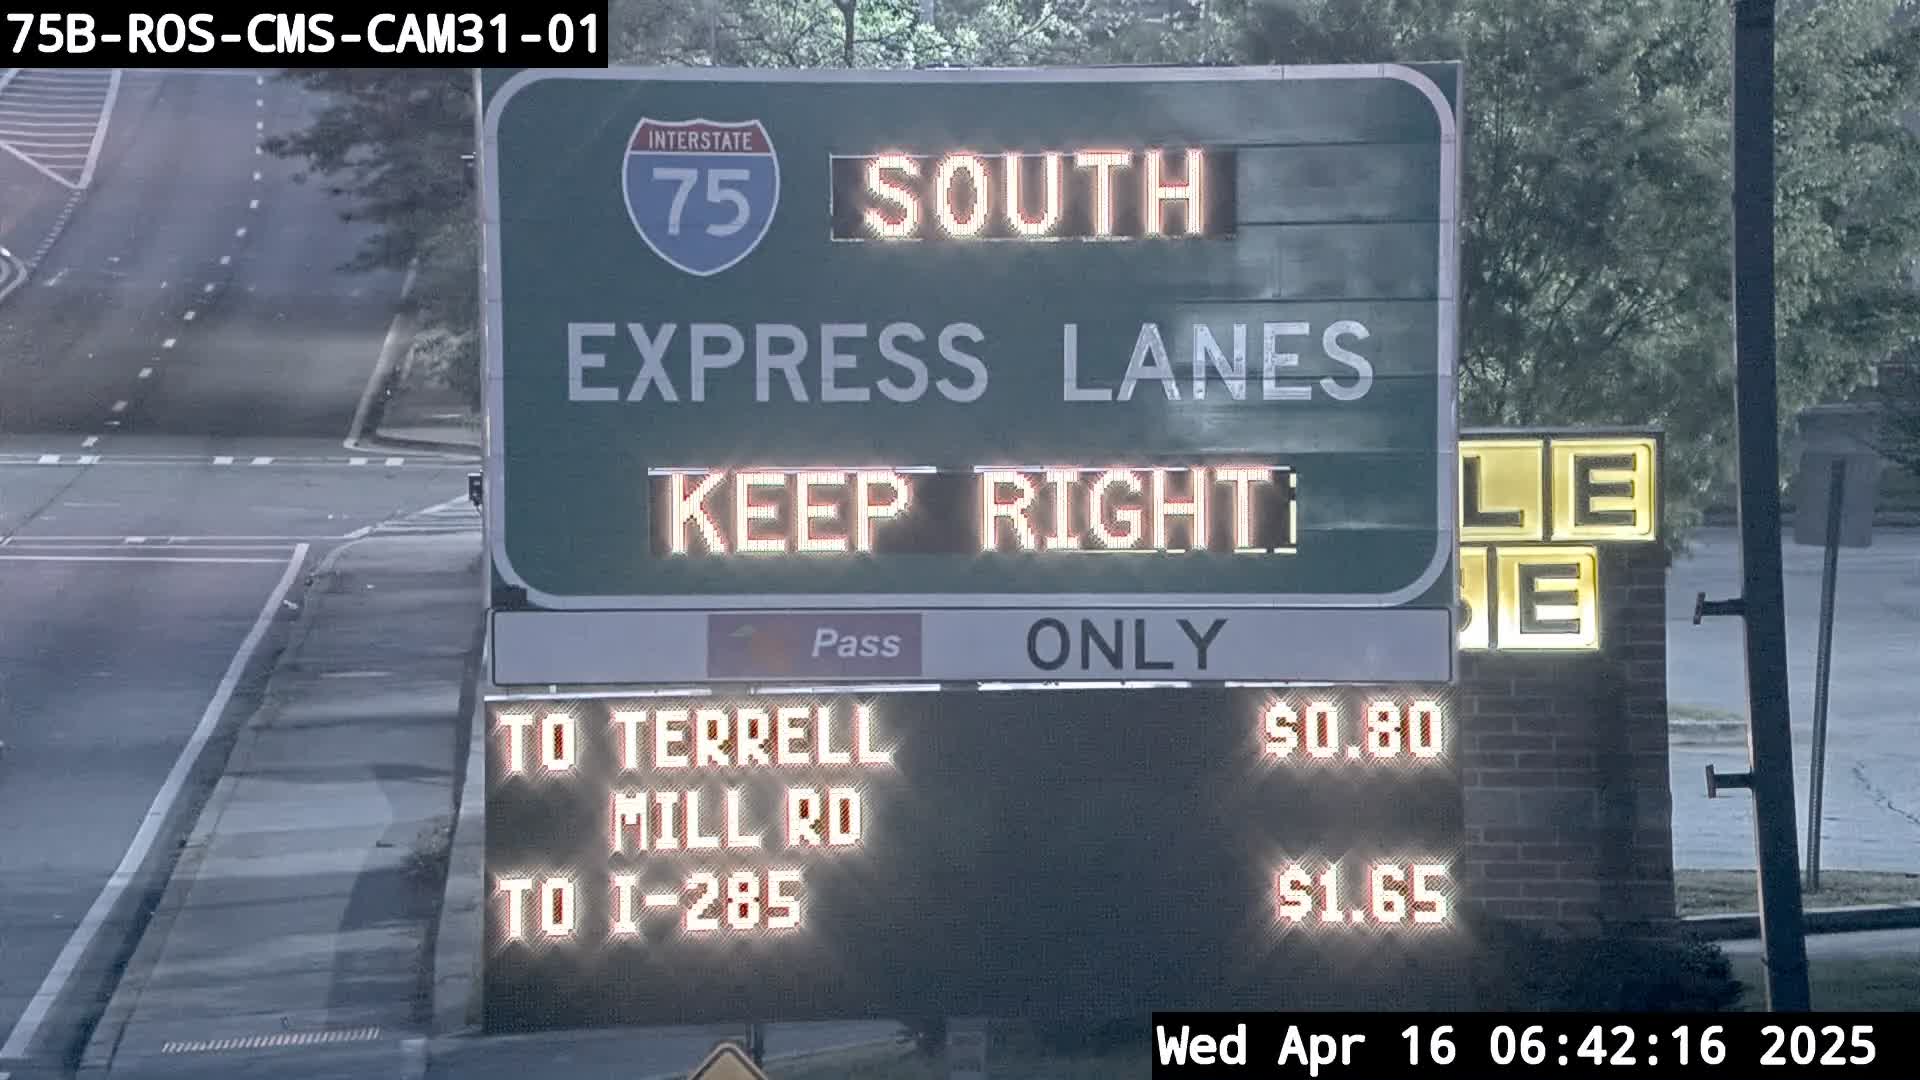 75B-ROS-CMS-CAM31-01
INTERSTATE
75
SOUTH
EXPRESS LANES
KEEP RIGHT
Pass ONLY
TO TERRELL $0.80
MILL RD
TO I-285 $1.65
LE
E
Wed Apr 16 06:42:16 2025